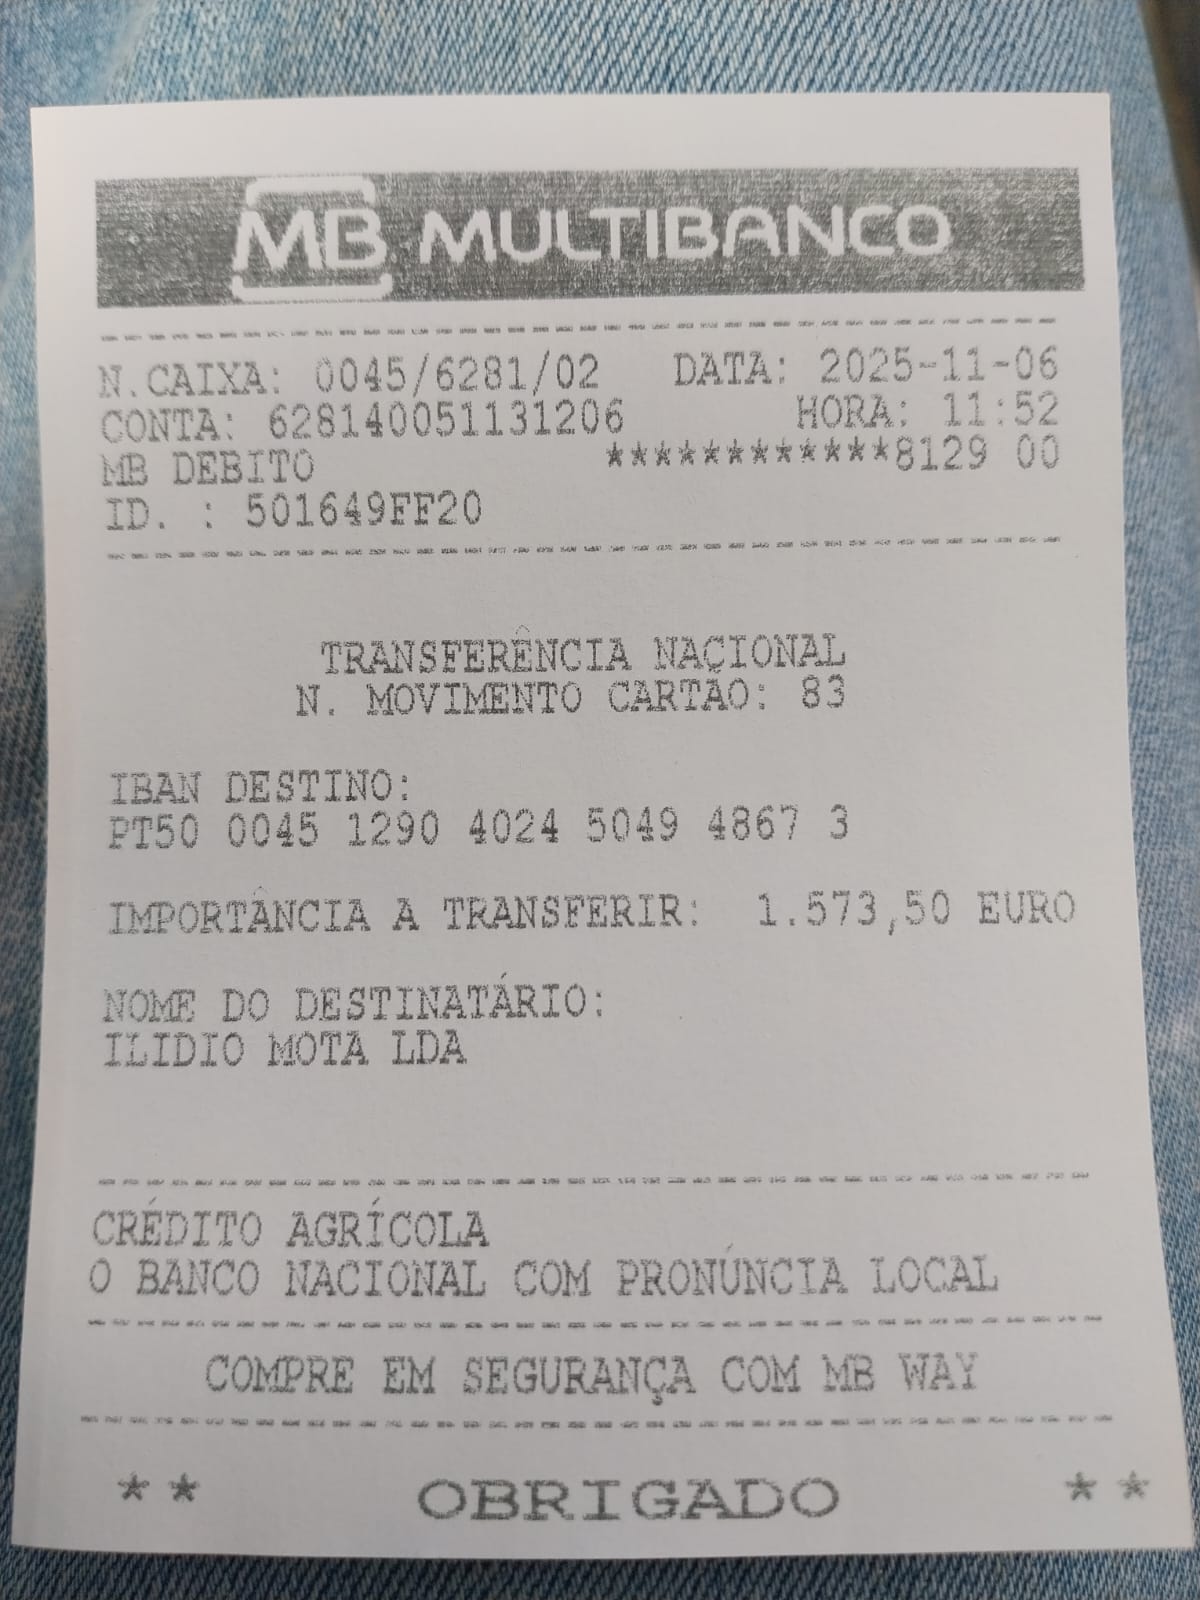 MB MULTIBANCO
N.CAIXA: 0045/6281/02 DATA: 2025-11-06
CONTA: 628140051131206 HORA: 11:52
MB DEBITO ************8129 00
ID. : 501649FF20
TRANSFERÊNCIA NACIONAL
N. MOVIMENTO CARTÃO: 83
IBAN DESTINO:
PT50 0045 1290 4024 5049 4867 3
IMPORTÂNCIA A TRANSFERIR: 1.573,50 EURO
NOME DO DESTINATÁRIO:
ILIDIO MOTA LDA
CRÉDITO AGRÍCOLA
O BANCO NACIONAL COM PRONÚNCIA LOCAL
COMPRE EM SEGURANÇA COM MB WAY
** OBRIGADO **